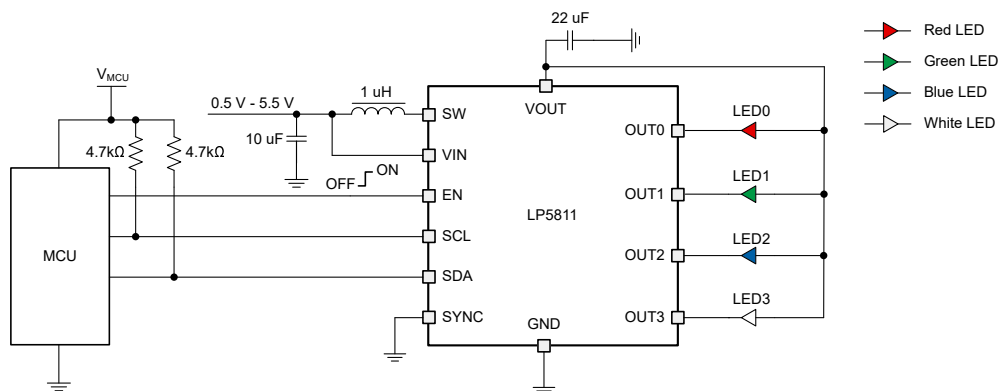 22 uF
Red LED
Green LED
Blue LED
White LED
VMCU
0.5 V - 5.5 V
1 uH
10 uF
4.7kΩ
4.7kΩ
OFF
ON
MCU
SW
VIN
EN
SCL
SDA
SYNC
VOUT
LP5811
GND
OUT0
OUT1
OUT2
OUT3
LED0
LED1
LED2
LED3